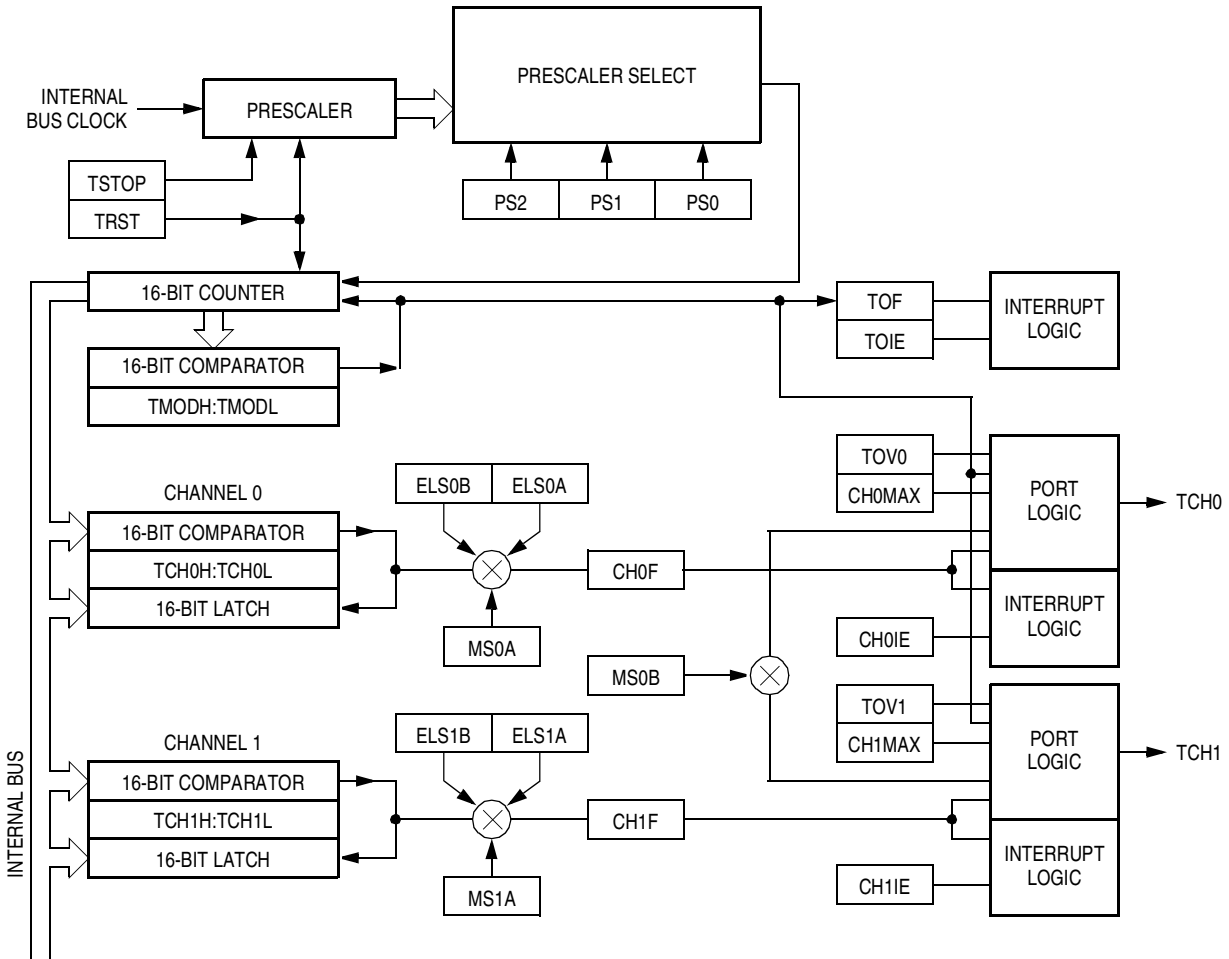 PRESCALER SELECT
INTERNAL
BUS CLOCK
PRESCALER
TSTOP
TRST
PS2 PS1 PS0
16-BIT COUNTER
TOF
TOIE
INTERRUPT
LOGIC
16-BIT COMPARATOR
TMODH:TMODL
TOV0
CH0MAX
PORT
LOGIC
TCH0
CHANNEL 0
ELS0B ELS0A
16-BIT COMPARATOR
TCH0H:TCH0L
16-BIT LATCH
CH0F
MS0A
INTERRUPT
LOGIC
CH0IE
MS0B
TOV1
CH1MAX
PORT
LOGIC
TCH1
CHANNEL 1
ELS1B ELS1A
16-BIT COMPARATOR
TCH1H:TCH1L
16-BIT LATCH
CH1F
MS1A
INTERRUPT
LOGIC
CH1IE
INTERNAL BUS